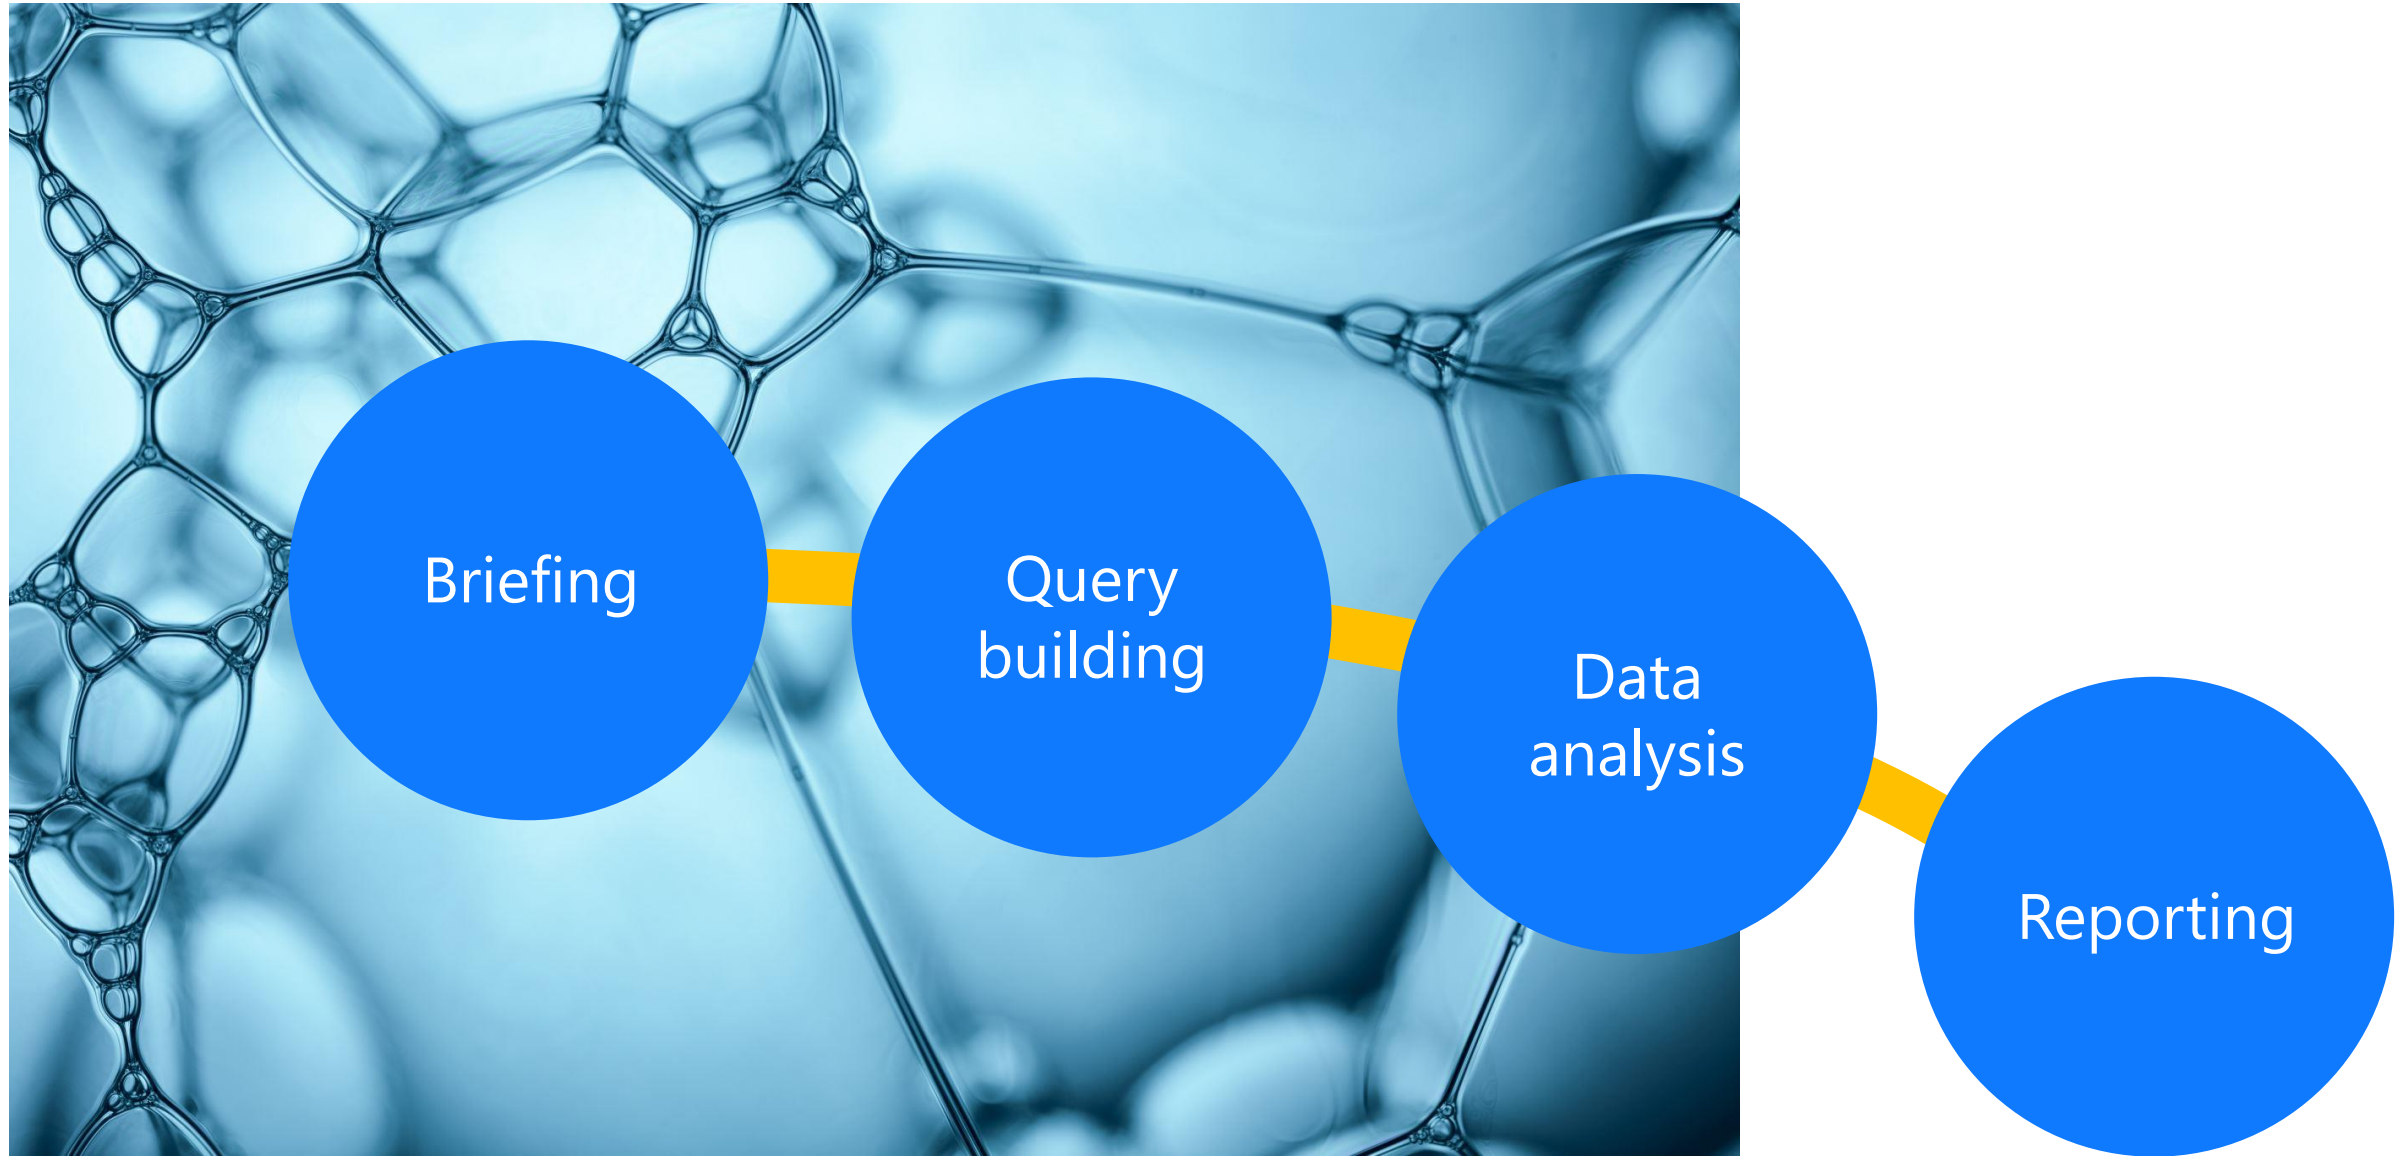 Briefing
Query
building
Data
analysis
Reporting